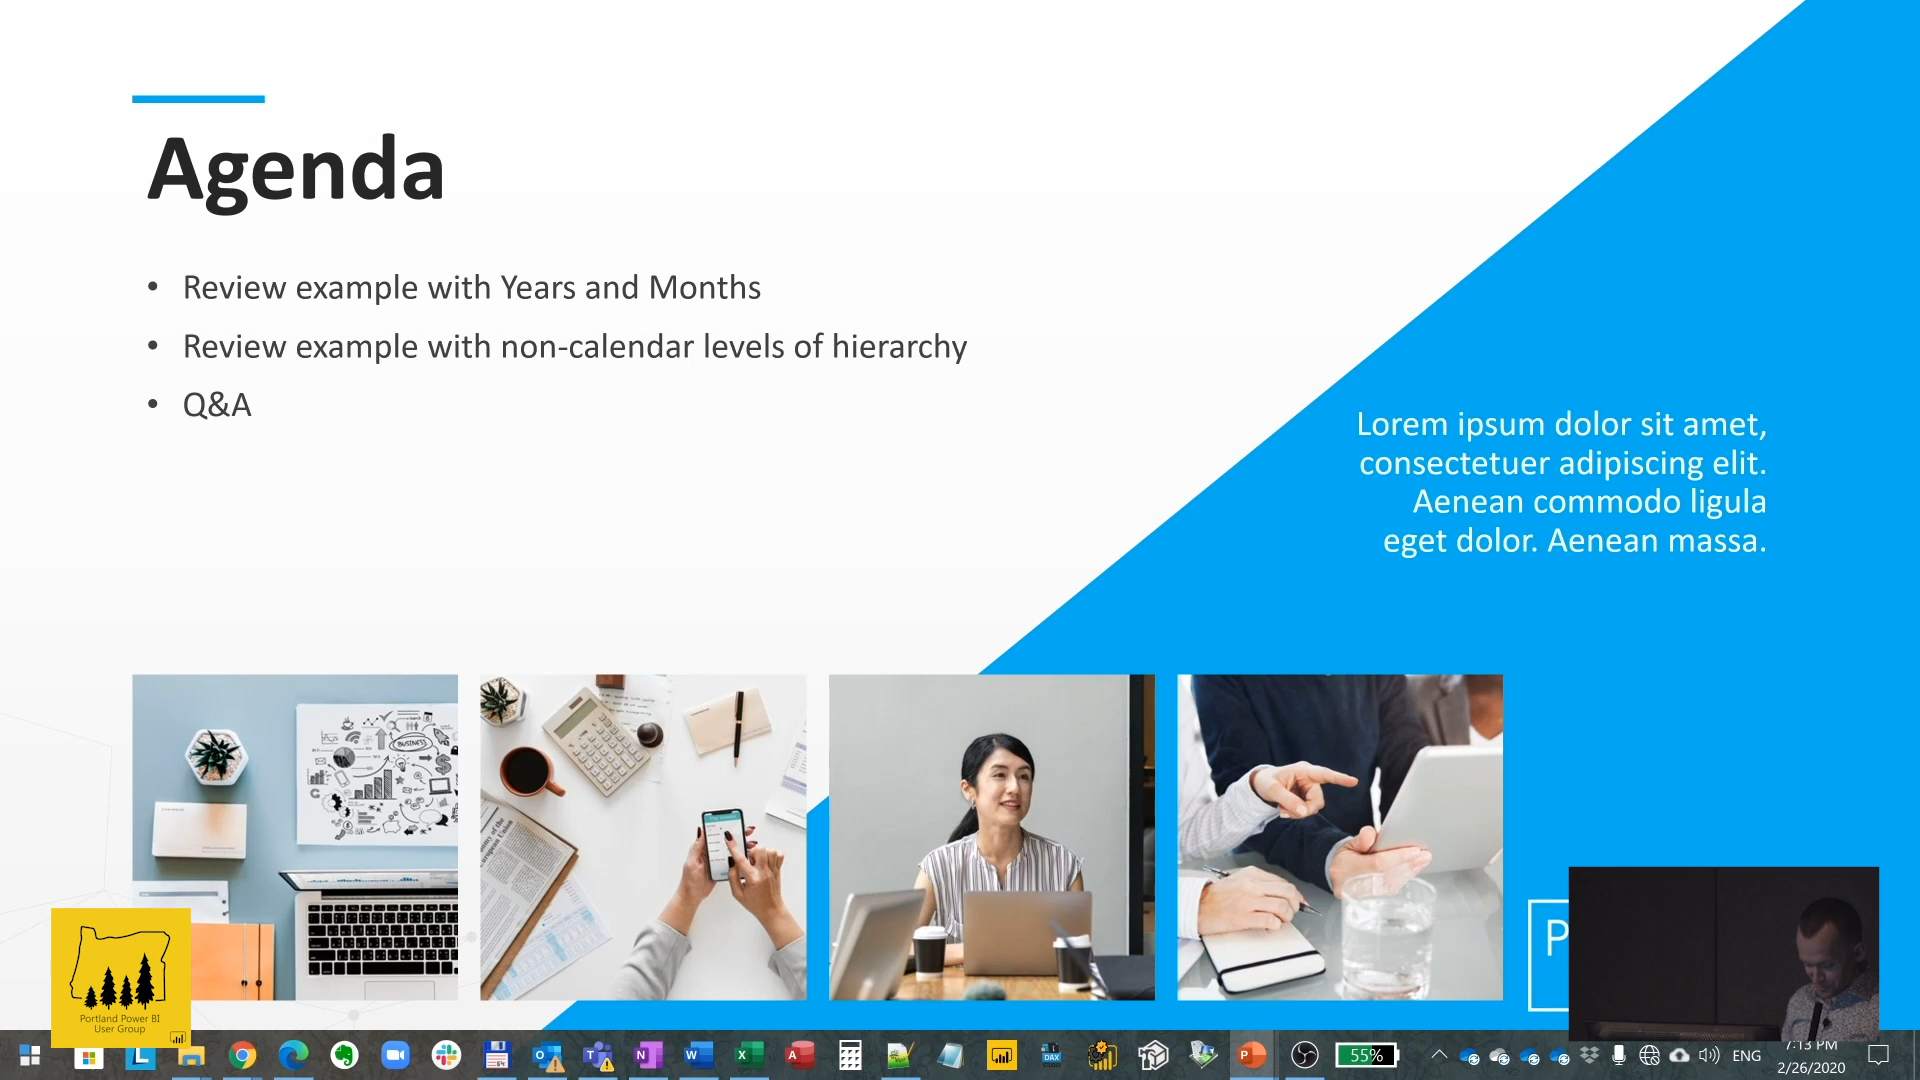 Agenda
• Review example with Years and Months
• Review example with non-calendar levels of hierarchy
• Q&A
Lorem ipsum dolor sit amet,
consectetuer adipiscing elit.
Aenean commodo ligula
eget dolor. Aenean massa.
BUSINESS
P
Portland Power BI
User Group
55%
ENG
7:13 PM
2/26/2020